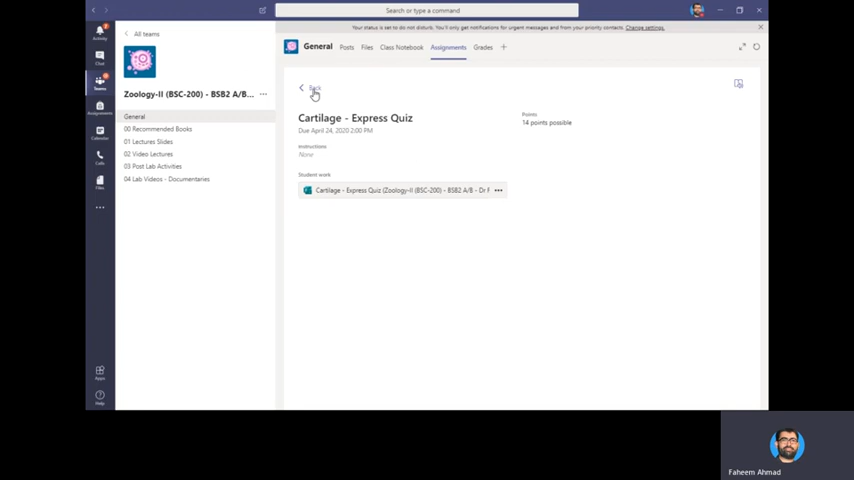 Search or type a command
Your status is set to do not disturb. You'll only get notifications for urgent messages and from your priority contacts. Change settings.
Activity
Chat
Teams
Assignments
Calendar
Calls
Files
Apps
Help
All teams
Zoology-II (BSC-200) - BSB2 A/B...
General
00 Recommended Books
01 Lectures Slides
02 Video Lectures
03 Post Lab Activities
04 Lab Videos - Documentaries
General Posts Files Class Notebook Assignments Grades
Back
Cartilage - Express Quiz
Due April 24, 2020 2:00 PM
Instructions
None
Student work
Cartilage - Express Quiz (Zoology-II (BSC-200) - BSB2 A/B - Dr F
Points
14 points possible
Faheem Ahmad